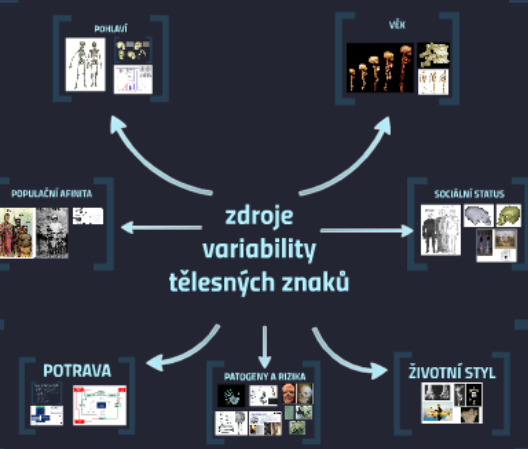 POHLAVÍ
VĚK
POPULAČNÍ AFINITA
SOCIÁLNÍ STATUS
zdroje
variability
tělesných znaků
POTRAVA
PATOGENY A RIZIKA
ŽIVOTNÍ STYL